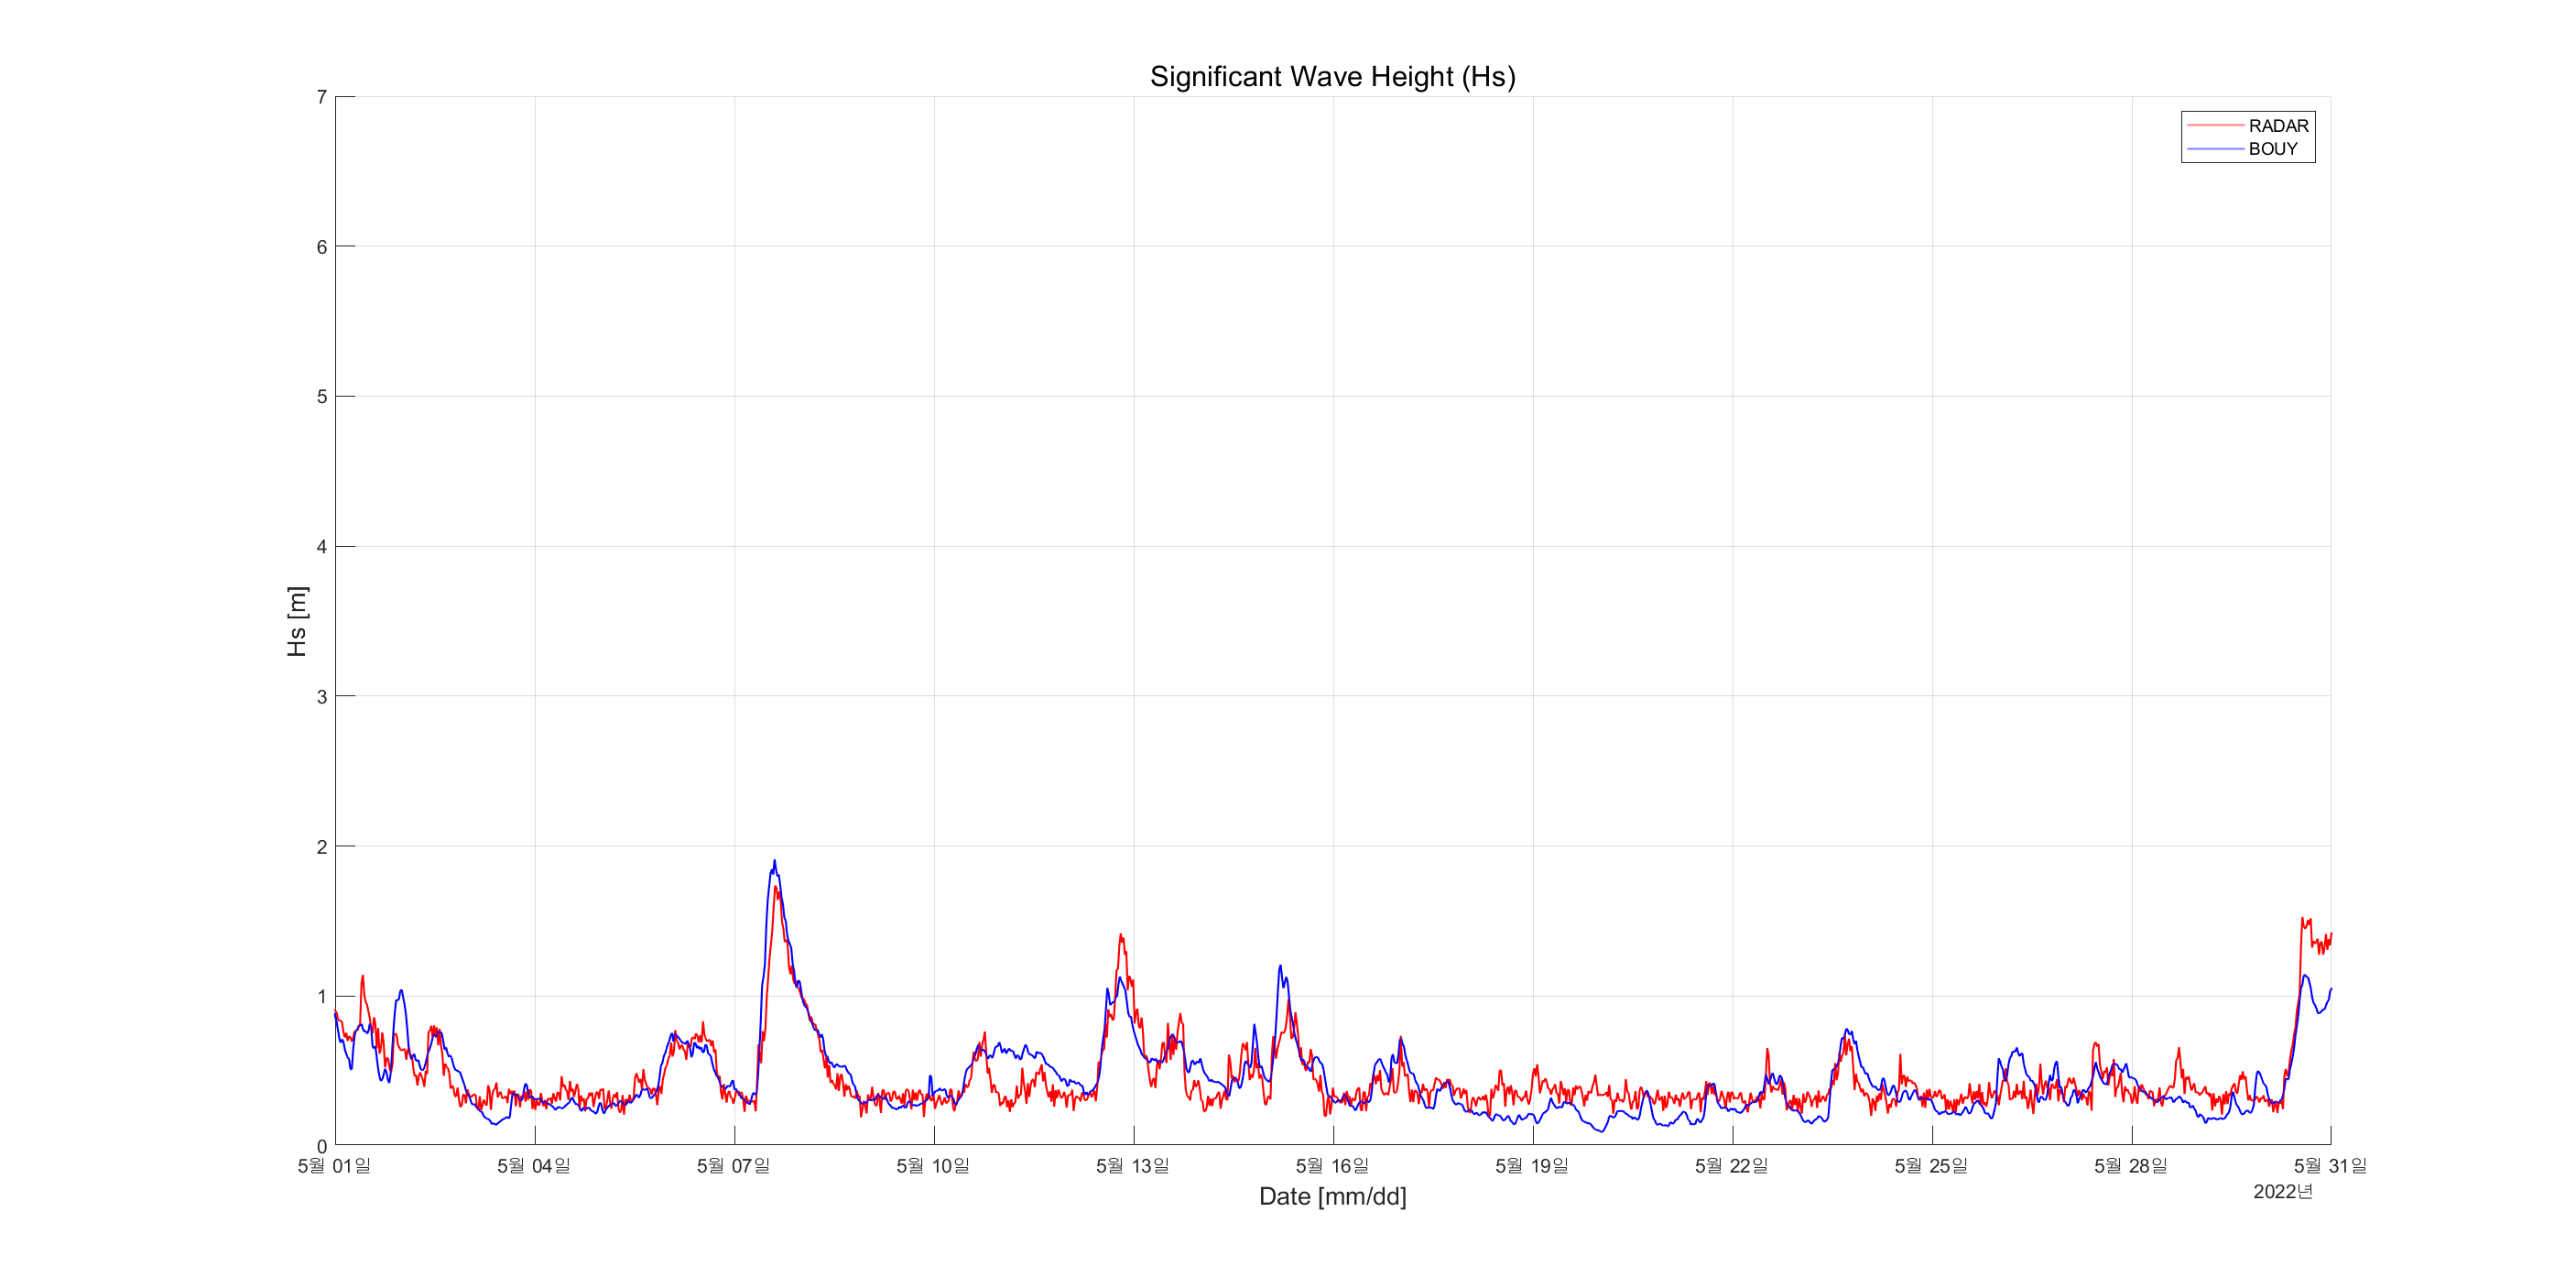 Significant Wave Height (Hs)
RADAR
BOUY
7
6
5
4
3
2
1
0
Hs [m]
5월 01일
5월 04일
5월 07일
5월 10일
5월 13일
5월 16일
5월 19일
5월 22일
5월 25일
5월 28일
5월 31일
2022년
Date [mm/dd]